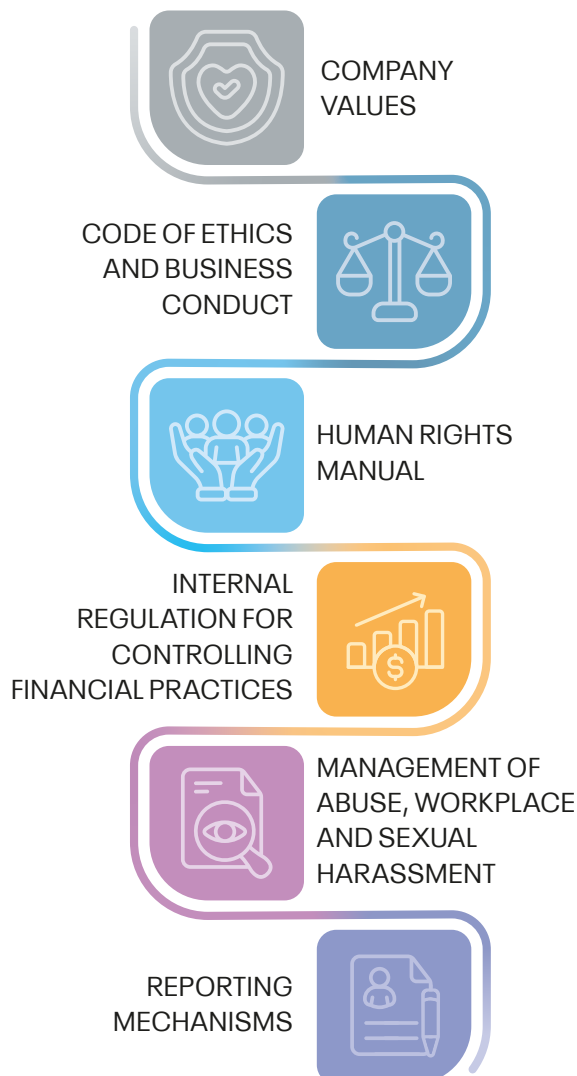 COMPANY
VALUES
CODE OF ETHICS
AND BUSINESS
CONDUCT
HUMAN RIGHTS
MANUAL
INTERNAL
REGULATION FOR
CONTROLLING
FINANCIAL PRACTICES
$
MANAGEMENT OF
ABUSE, WORKPLACE
AND SEXUAL
HARASSMENT
REPORTING
MECHANISMS